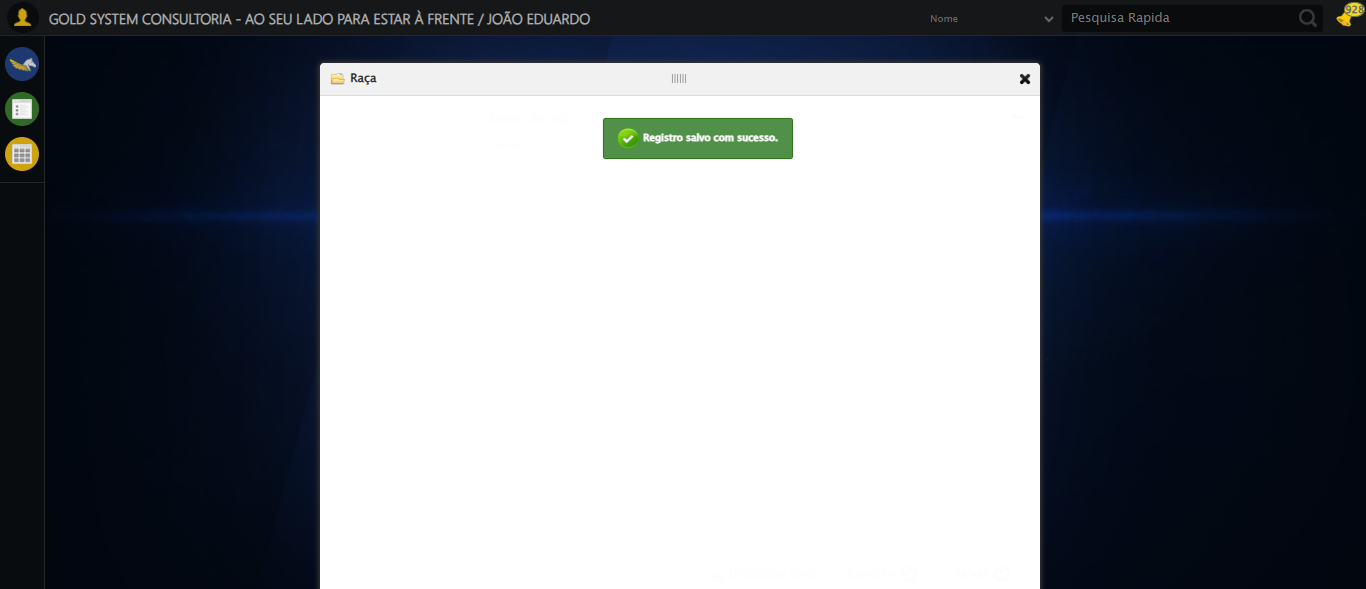 GOLD SYSTEM CONSULTORIA - AO SEU LADO PARA ESTAR À FRENTE / JOÃO EDUARDO
Nome
Pesquisa Rapida
928
Raça
Registro salvo com sucesso.